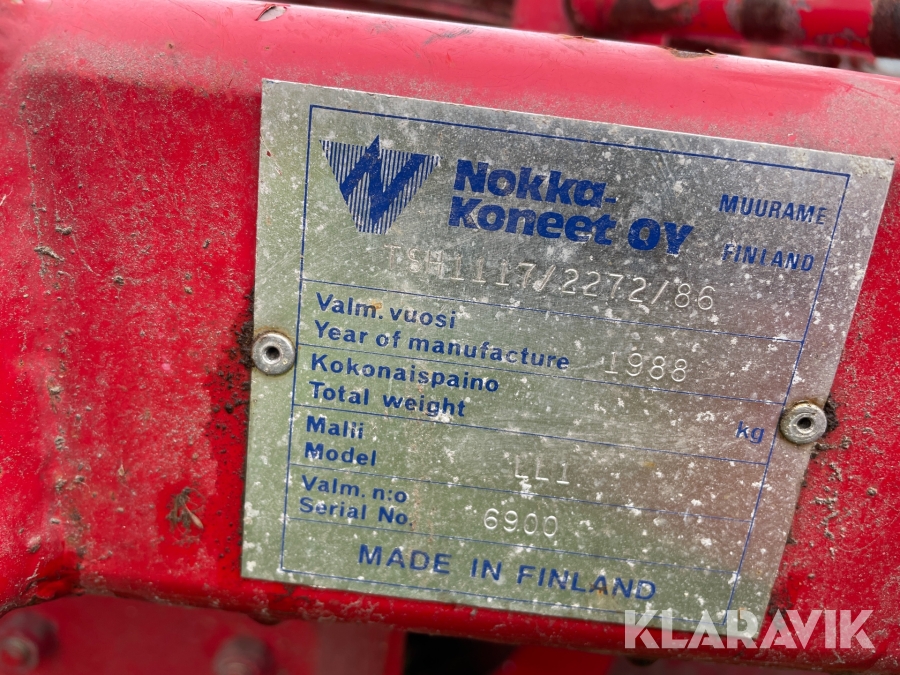 Nokka-
Koneet OY
MUURAME
FINLAND
TSH1117/2272/86
Valm. vuosi
Year of manufacture 1988
Kokonaispaino
Total weight kg
Malli
Model LL1
Valm. n:o
Serial No. 6900
MADE IN FINLAND
KLARAVIK